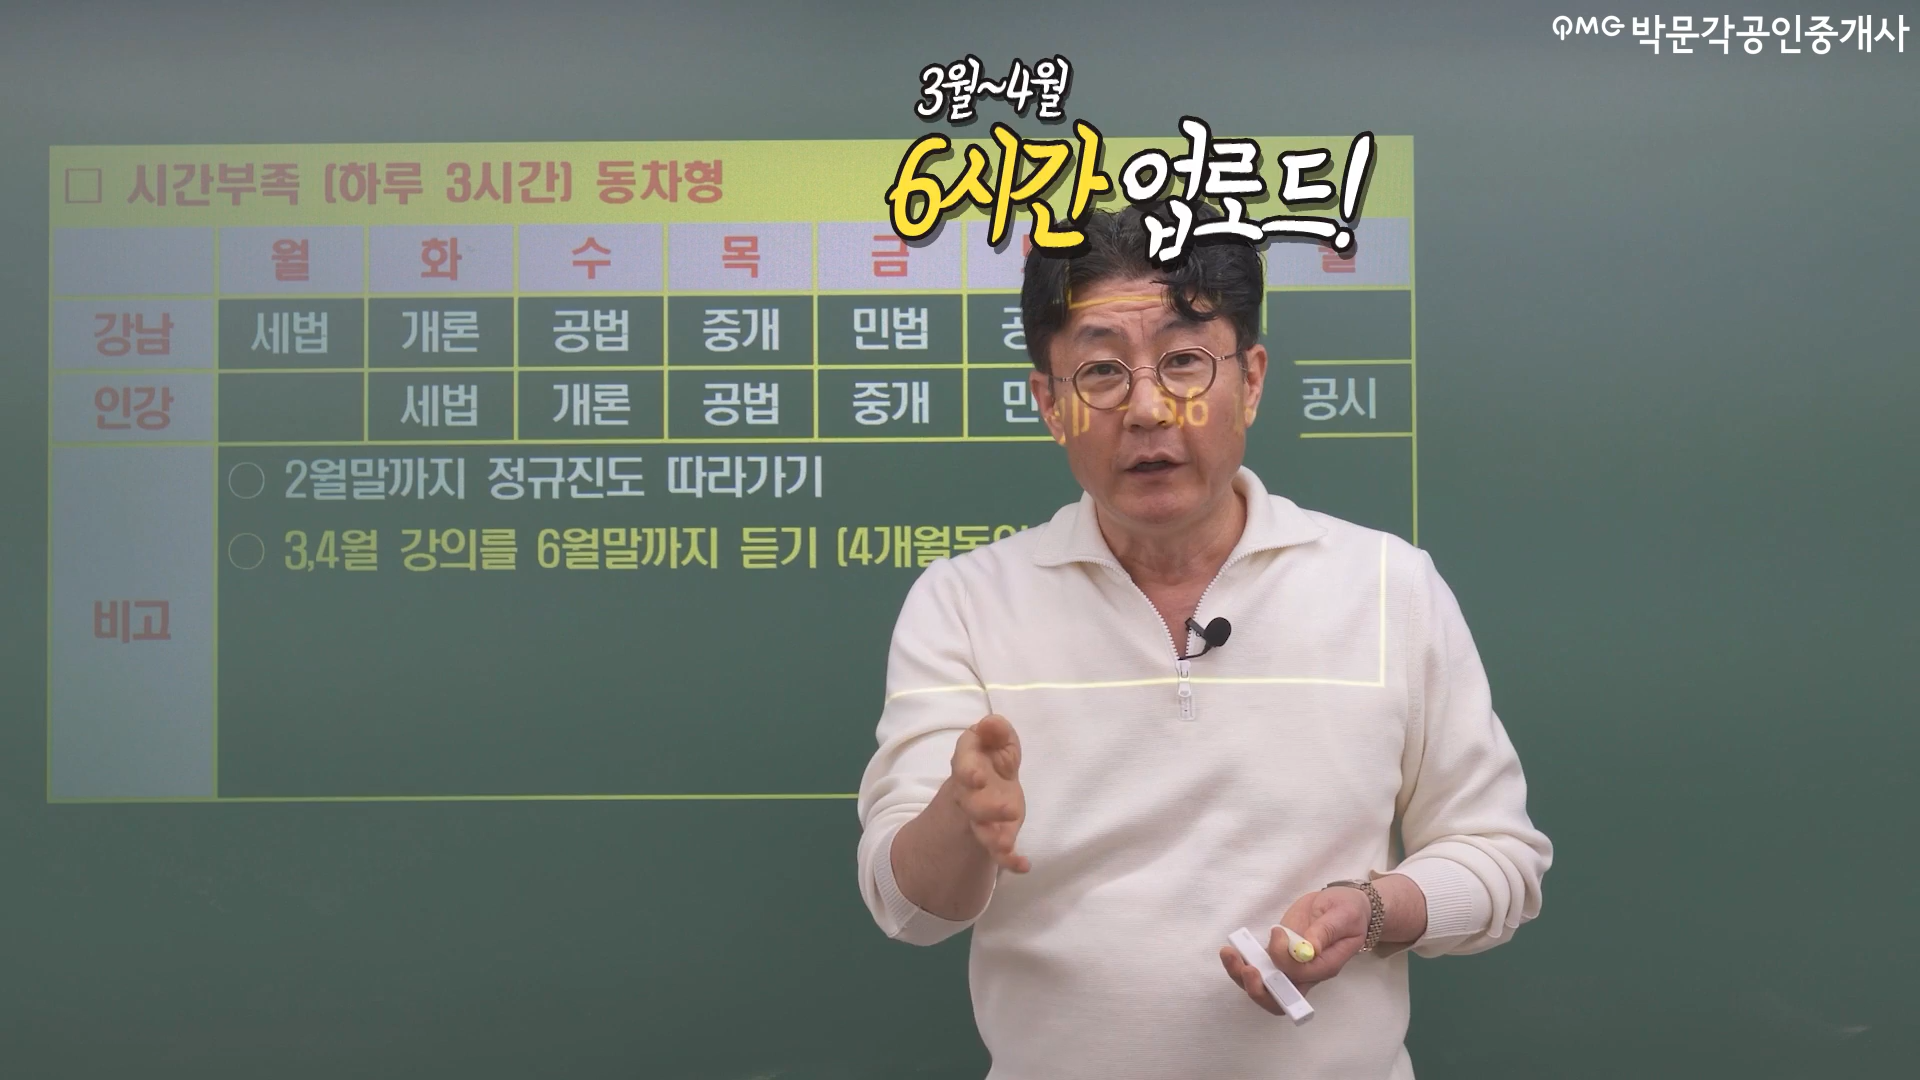 PMG 박문각공인중개사
3월~4월
6시간 업로드!
□ 시간부족 (하루 3시간) 동차형
월 화 수 목 금
강남 세법 개론 공법 중개 민법
인강 세법 개론 공법 중개 공시
○ 2월말까지 정규진도 따라가기
○ 3,4월 강의를 6월말까지 듣기
비고